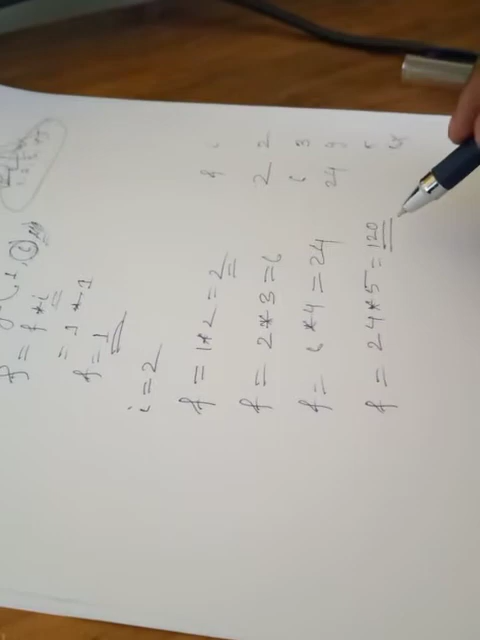 f = f * i
= 1 * 1
f = 1
i = 2
f = 1 * 2 = 2
f = 2 * 3 = 6
f = 6 * 4 = 24
f = 24 * 5 = 120
f i
2 2
6 3
24 4